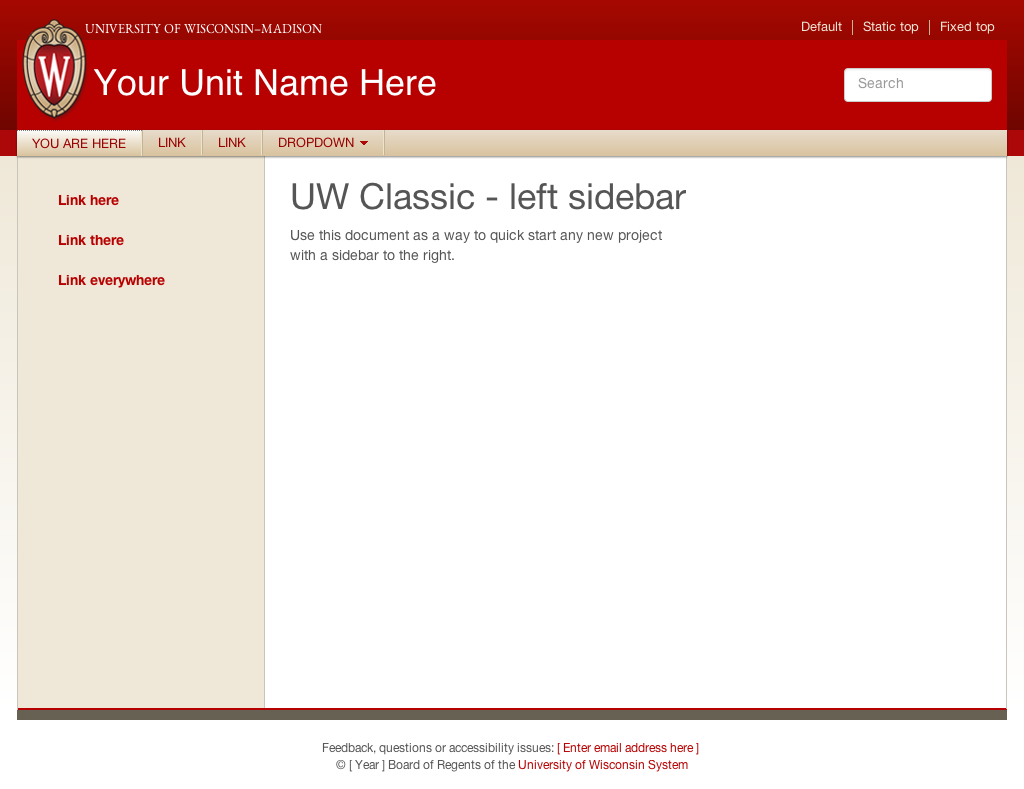 UNIVERSITY OF WISCONSIN–MADISON
Default Static top Fixed top
W
Your Unit Name Here
Search
YOU ARE HERE LINK LINK DROPDOWN
Link here
Link there
Link everywhere
UW Classic - left sidebar
Use this document as a way to quick start any new project
with a sidebar to the right.
Feedback, questions or accessibility issues: [ Enter email address here ]
© [ Year ] Board of Regents of the University of Wisconsin System